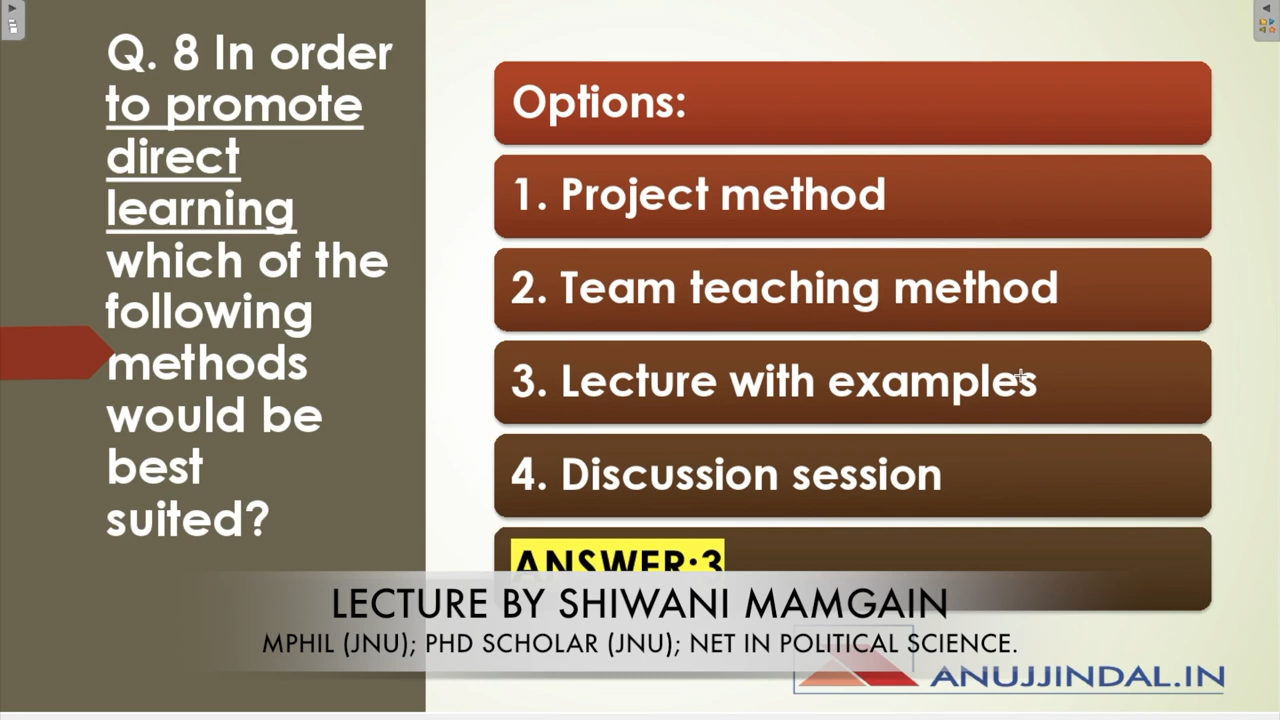 Q. 8 In order
to promote
direct
learning
which of the
following
methods
would be
best
suited?
Options:
1. Project method
2. Team teaching method
3. Lecture with examples
4. Discussion session
ANSWER:3
LECTURE BY SHIWANI MAMGAIN
MPHIL (JNU); PHD SCHOLAR (JNU); NET IN POLITICAL SCIENCE.
ANUJJINDAL.IN